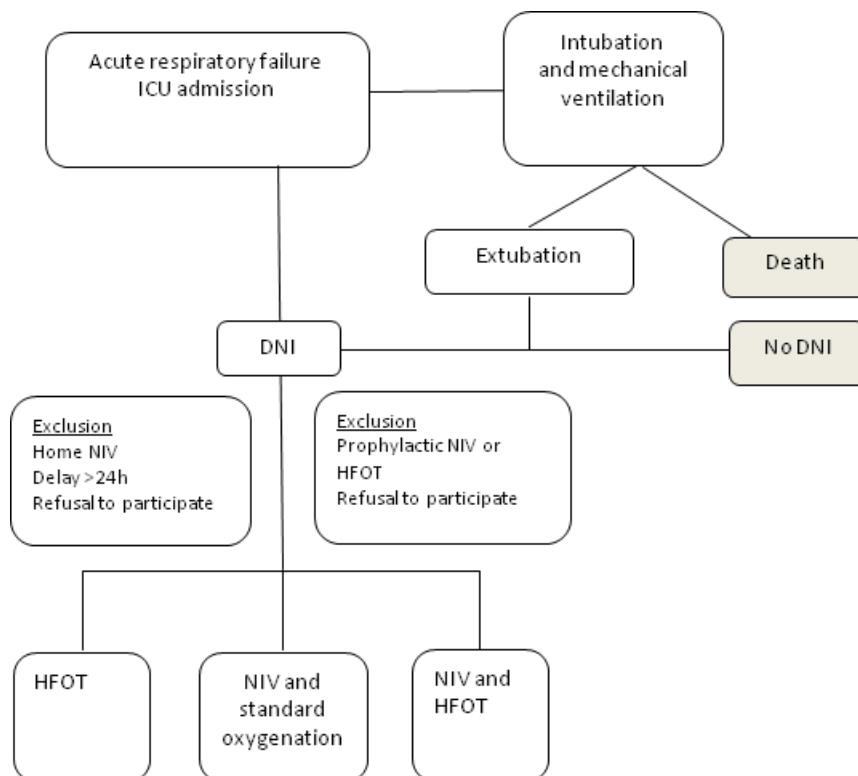 Acute respiratory failure
ICU admission
Intubation
and mechanical
ventilation
Extubation
Death
DNI
No DNI
Exclusion
Home NIV
Delay >24h
Refusal to participate
Exclusion
Prophylactic NIV or
HFOT
Refusal to participate
HFOT
NIV and
standard
oxygenation
NIV and
HFOT